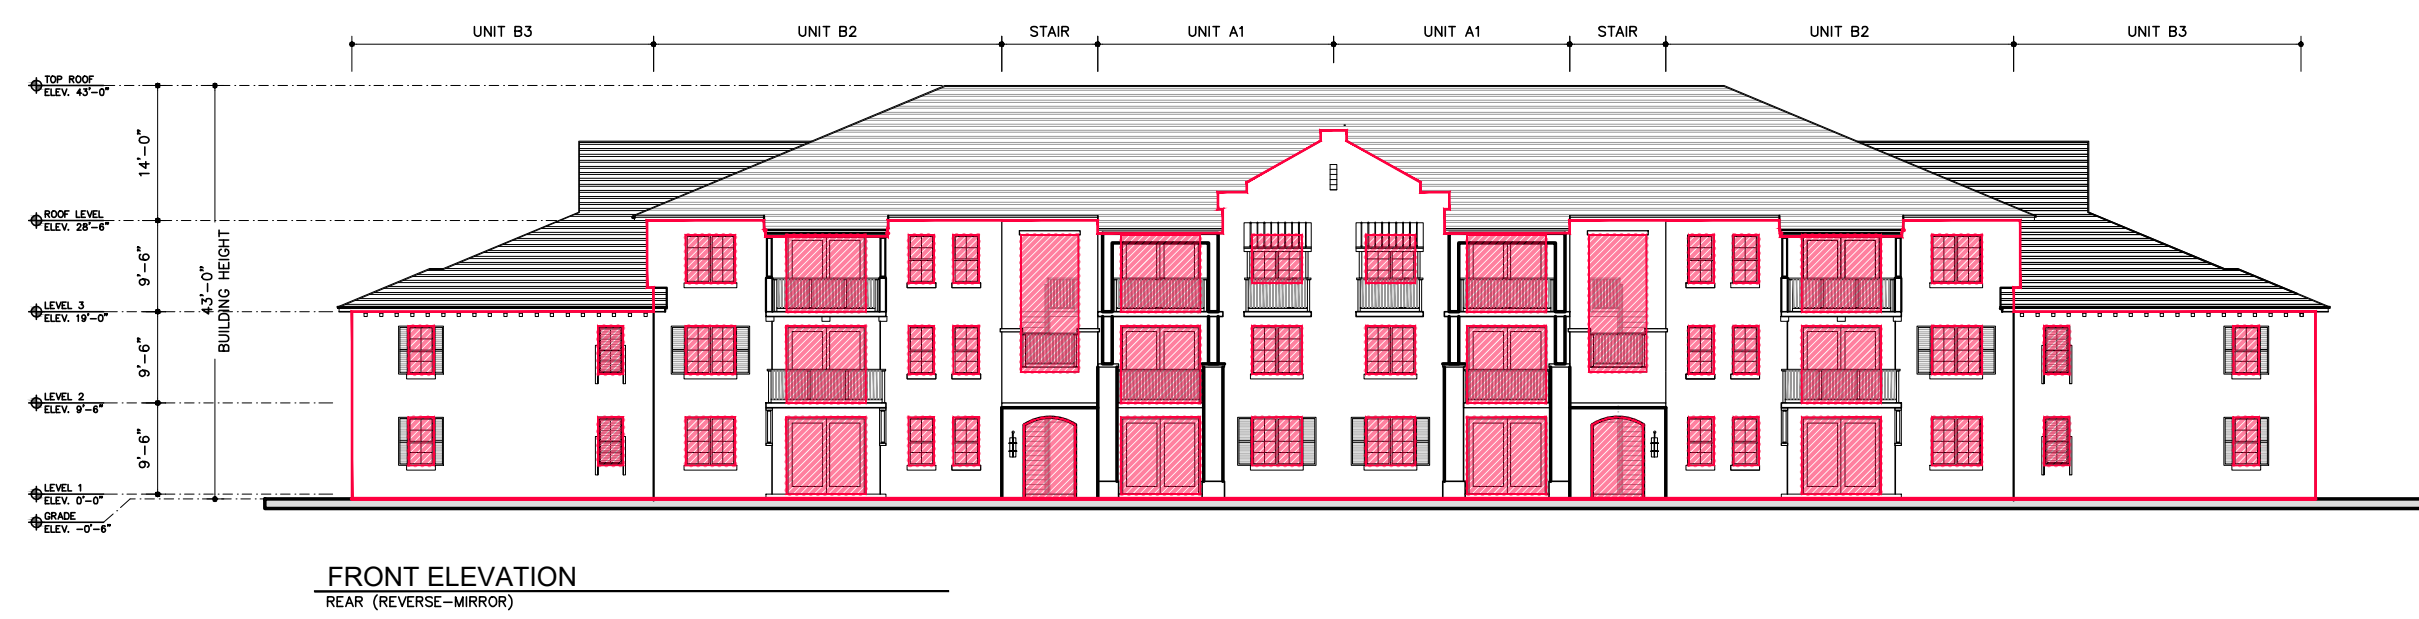 UNIT B3 UNIT B2 STAIR UNIT A1 UNIT A1 STAIR UNIT B2 UNIT B3
TOP ROOF
ELEV. 43'-0"
14'-0"
ROOF LEVEL
ELEV. 28'-6"
9'-6"
43'-0"
BUILDING HEIGHT
LEVEL 3
ELEV. 19'-0"
9'-6"
LEVEL 2
ELEV. 9'-6"
9'-6"
LEVEL 1
ELEV. 0'-0"
GRADE
ELEV. -0'-6"
FRONT ELEVATION
REAR (REVERSE-MIRROR)